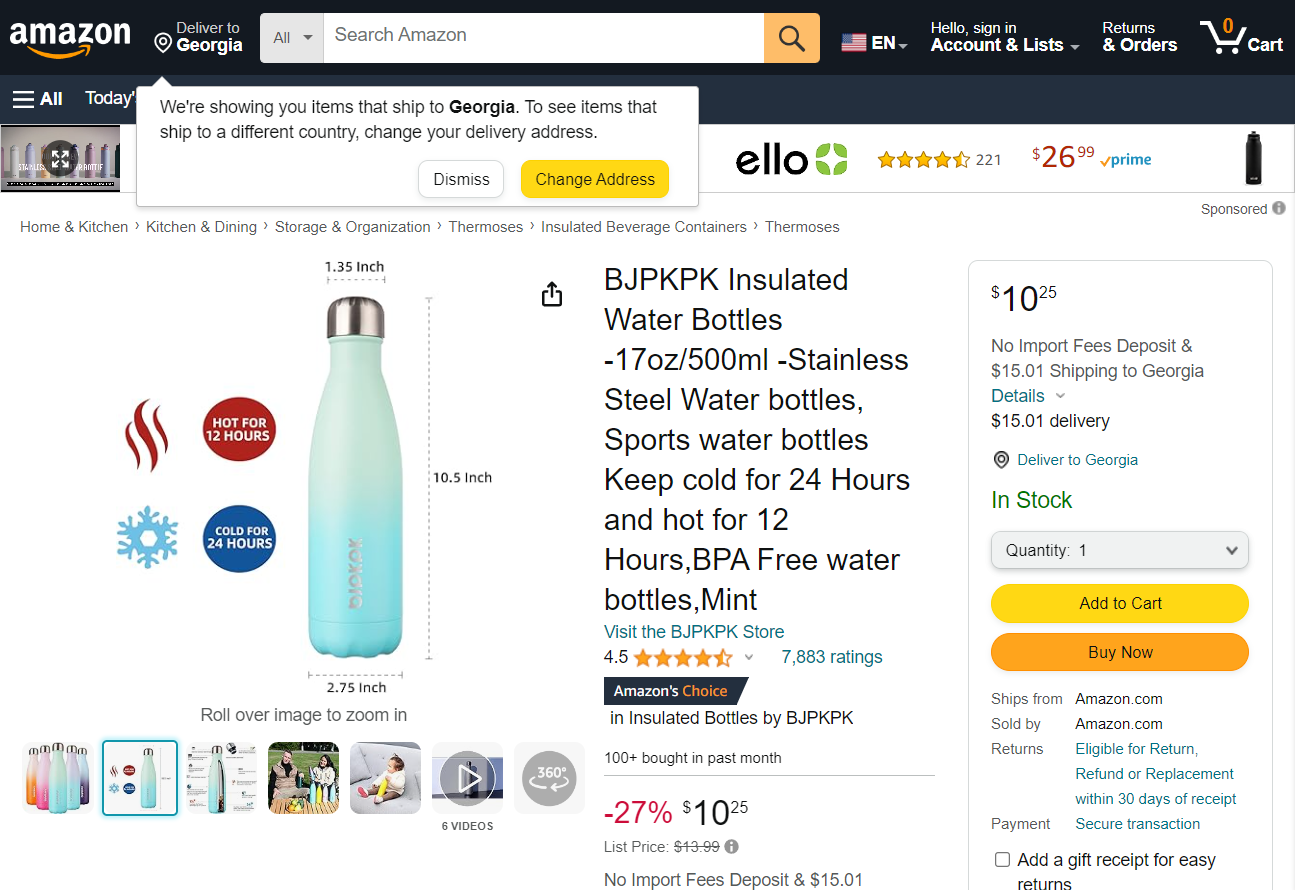 amazon
Deliver to
Georgia
All
Search Amazon
EN
Hello, sign in
Account & Lists
Returns
& Orders
0
Cart
All
Today'
We're showing you items that ship to Georgia. To see items that
ship to a different country, change your delivery address.
Dismiss
Change Address
ello
221
$26.99
prime
Sponsored
Home & Kitchen › Kitchen & Dining › Storage & Organization › Thermoses › Insulated Beverage Containers › Thermoses
1.35 Inch
HOT FOR
12 HOURS
10.5 Inch
COLD FOR
24 HOURS
BJPKPK
2.75 Inch
Roll over image to zoom in
360°
6 VIDEOS
BJPKPK Insulated
Water Bottles
-17oz/500ml -Stainless
Steel Water bottles,
Sports water bottles
Keep cold for 24 Hours
and hot for 12
Hours,BPA Free water
bottles,Mint
Visit the BJPKPK Store
4.5
7,883 ratings
Amazon's Choice
in Insulated Bottles by BJPKPK
100+ bought in past month
-27% $10 25
List Price: $13.99
No Import Fees Deposit & $15.01
$10 25
No Import Fees Deposit &
$15.01 Shipping to Georgia
Details
$15.01 delivery
Deliver to Georgia
In Stock
Quantity: 1
Add to Cart
Buy Now
Ships from Amazon.com
Sold by Amazon.com
Returns Eligible for Return,
Refund or Replacement
within 30 days of receipt
Payment Secure transaction
Add a gift receipt for easy
returns